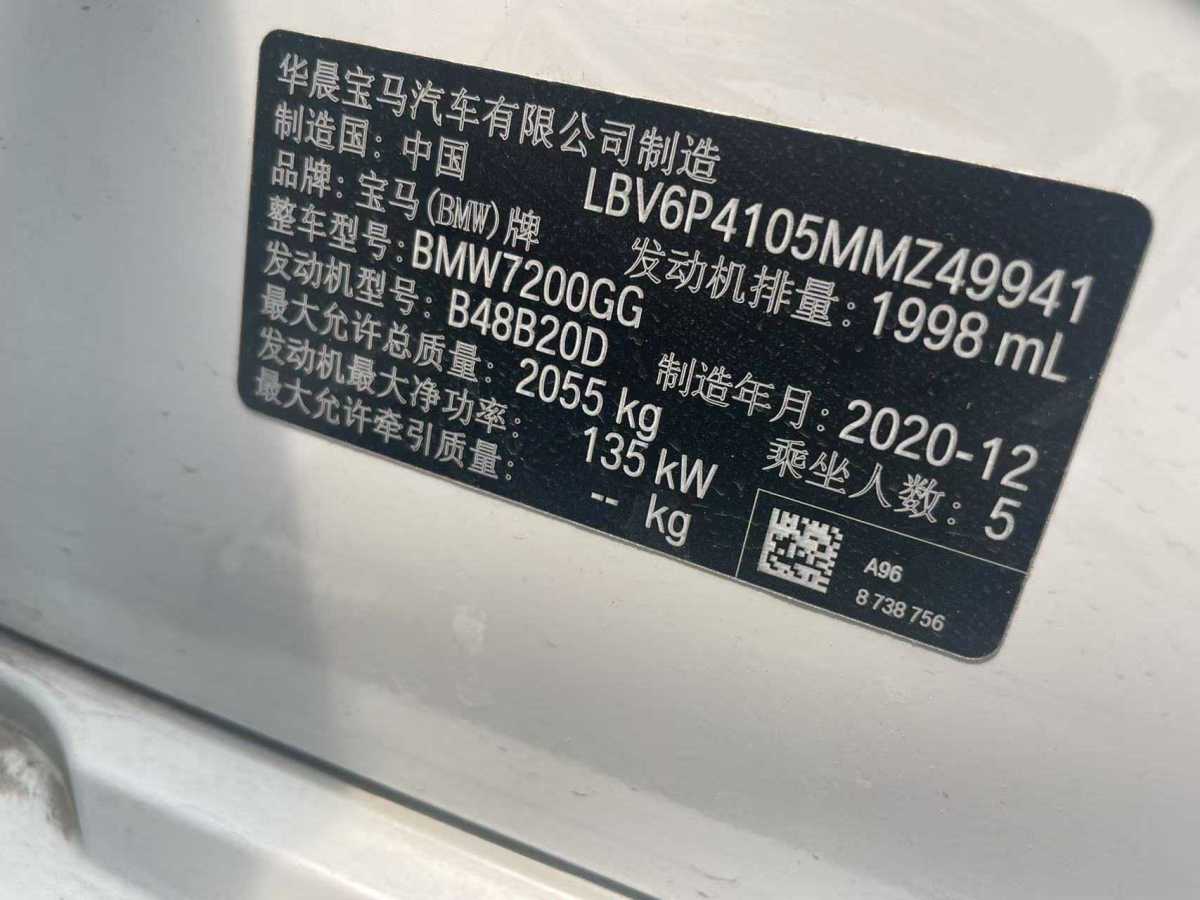 华晨宝马汽车有限公司制造
制造国：中国 LBV6P4105MMZ49941
品牌：宝马(BMW)牌 发动机排量：1998 mL
整车型号：BMW7200GG
发动机型号：B48B20D 制造年月：2020-12
最大允许总质量：2055 kg 乘坐人数：5
发动机最大净功率：135 kW
最大允许牵引质量：-- kg
A96
8 738 756